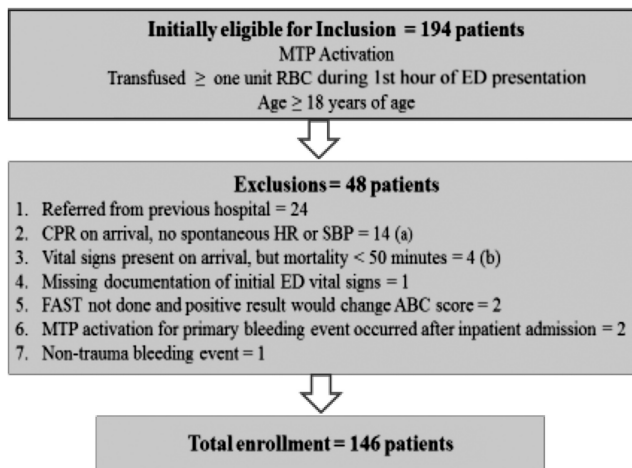 Initially eligible for Inclusion = 194 patients
MTP Activation
Transfused ≥ one unit RBC during 1st hour of ED presentation
Age ≥ 18 years of age
Exclusions= 48 patients
1. Referred from previous hospital = 24
2. CPR on arrival, no spontaneous HR or SBP = 14 (a)
3. Vital signs present on arrival, but mortality < 50 minutes = 4 (b)
4. Missing documentation of initial ED vital signs = 1
5. FAST not done and positive result would change ABC score = 2
6. MTP activation for primary bleeding event occurred after inpatient admission = 2
7. Non-trauma bleeding event = 1
Total enrollment = 146 patients